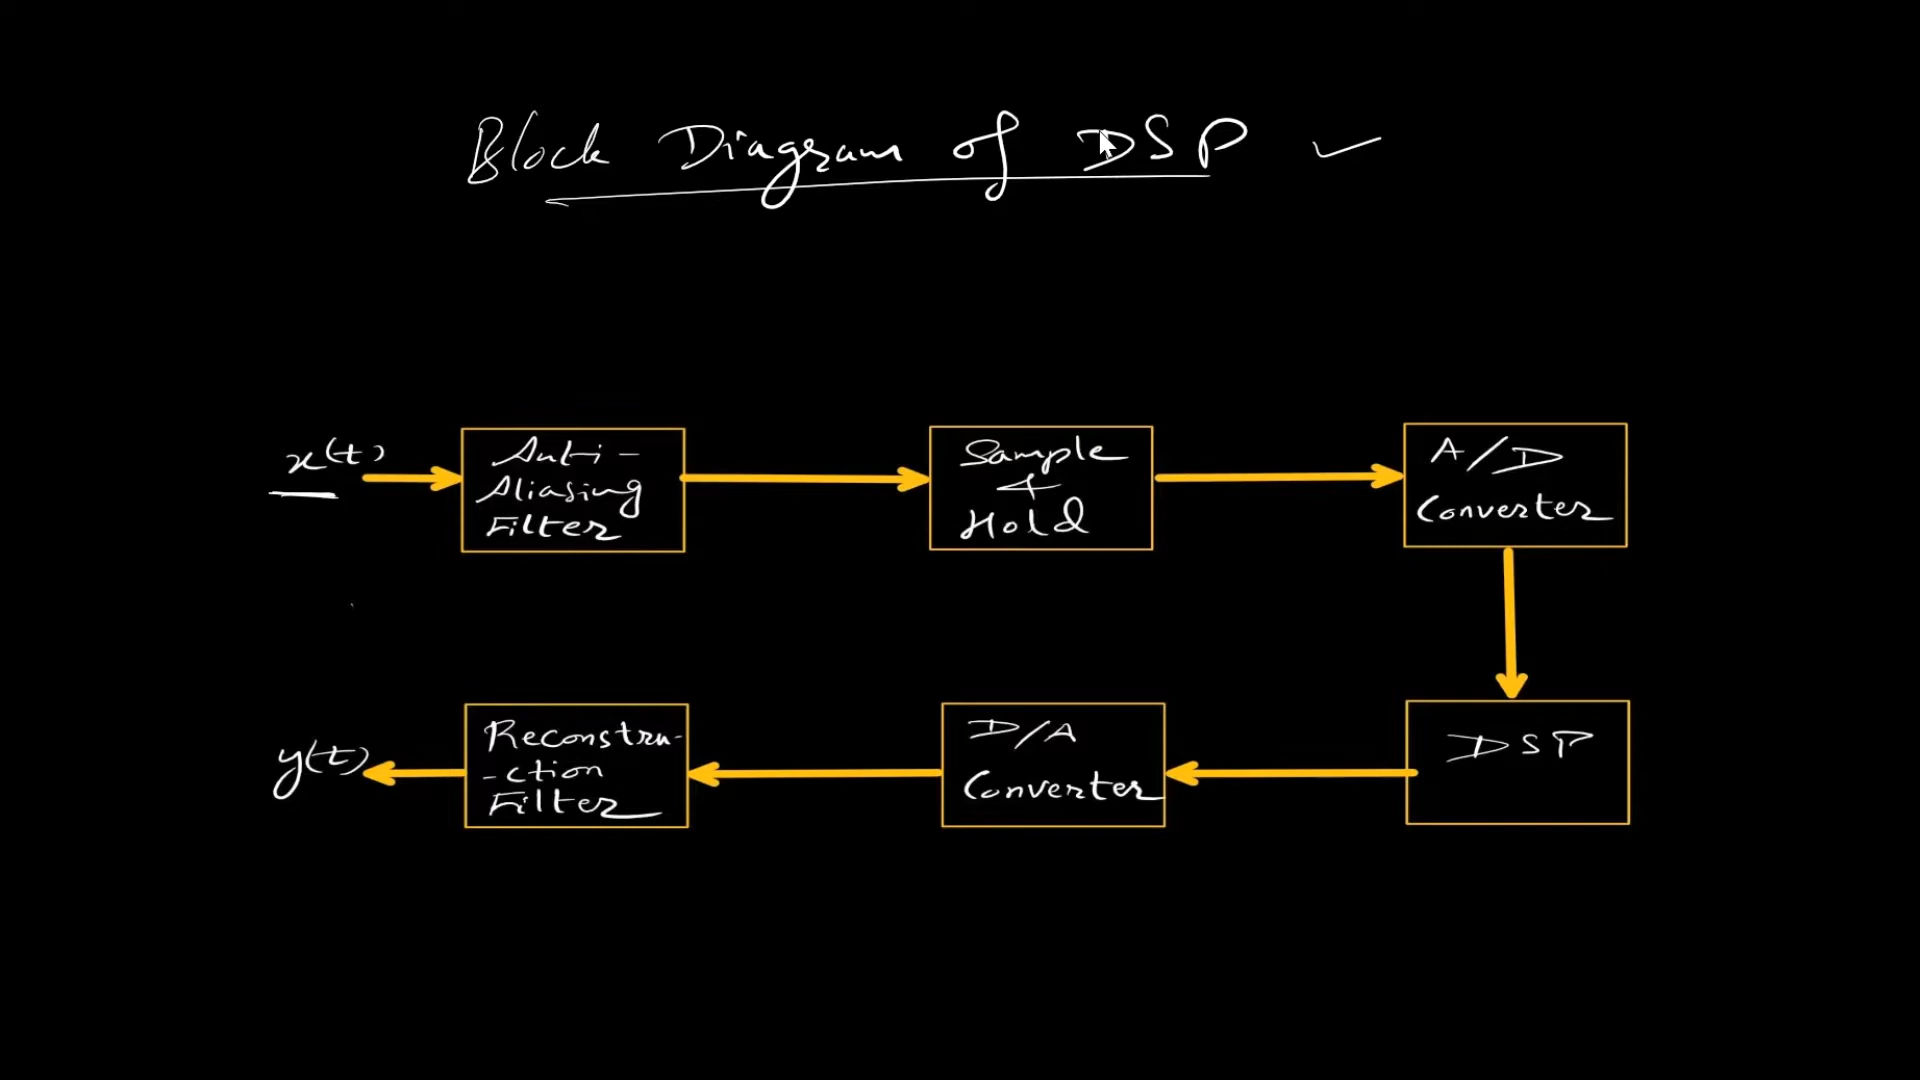 Block Diagram of DSP
x(t)
Anti-
Aliasing
Filter
Sample
&
Hold
A/D
Converter
DSP
D/A
Converter
Reconstru-
-ction
Filter
y(t)